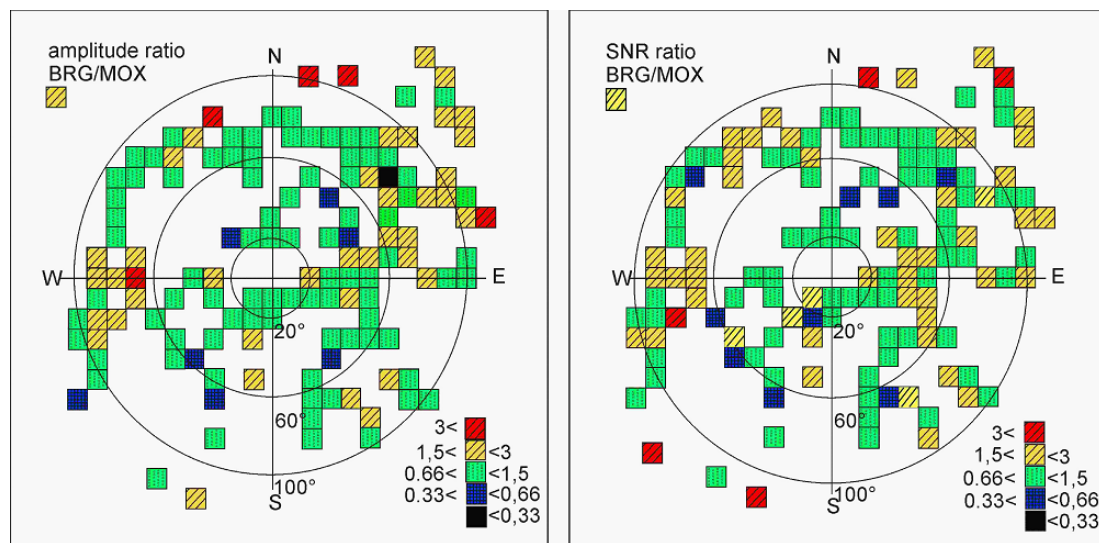 amplitude ratio
BRG/MOX
N
W
E
20°
60°
100°
S
3<
1,5< <3
0.66< <1,5
0.33< <0,66
<0,33
SNR ratio
BRG/MOX
N
W
E
20°
60°
100°
S
3<
1,5< <3
0.66< <1,5
0.33< <0,66
<0,33